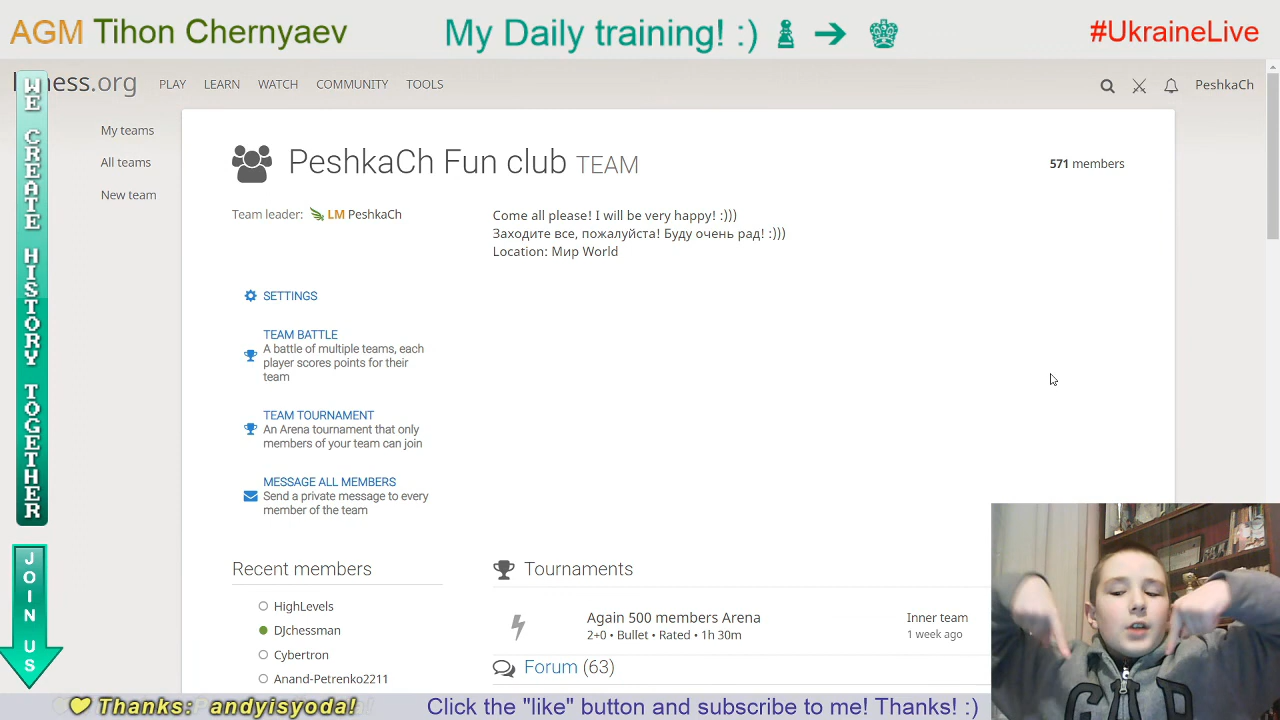 AGM Tihon Chernyaev
My Daily training! :)
#UkraineLive
ness.org
PLAY
LEARN
WATCH
COMMUNITY
TOOLS
PeshkaCh
My teams
All teams
New team
PeshkaCh Fun club TEAM
571 members
Team leader: LM PeshkaCh
Come all please! I will be very happy! :)))
Заходите все, пожалуйста! Буду очень рад! :)))
Location: Мир World
SETTINGS
TEAM BATTLE
A battle of multiple teams, each
player scores points for their
team
TEAM TOURNAMENT
An Arena tournament that only
members of your team can join
MESSAGE ALL MEMBERS
Send a private message to every
member of the team
Recent members
HighLevels
DJchessman
Cybertron
Anand-Petrenko2211
Tournaments
Again 500 members Arena
2+0 • Bullet • Rated • 1h 30m
Inner team
1 week ago
Forum (63)
WE CREATE HISTORY TOGETHER
JOIN US
GAP
Thanks: andyisyoda!
Click the "like" button and subscribe to me! Thanks! :)